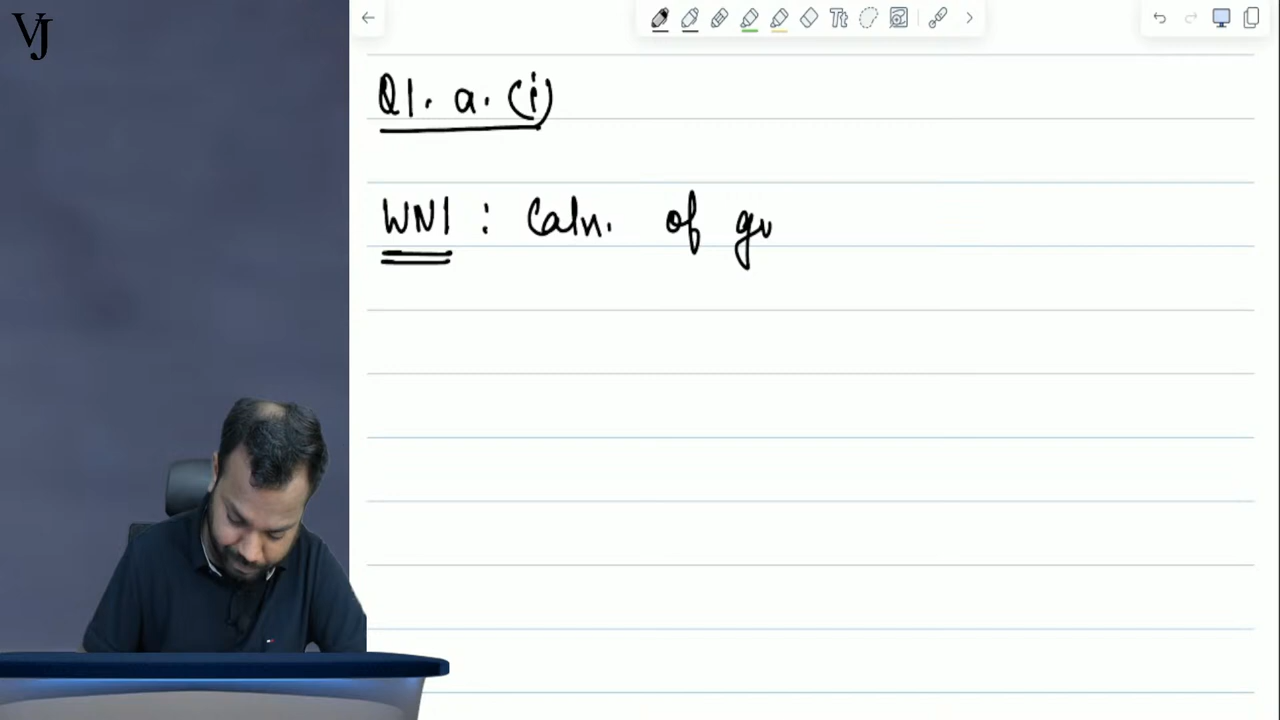 VJ
Q1. a. (i)
WN1 : Caln. of